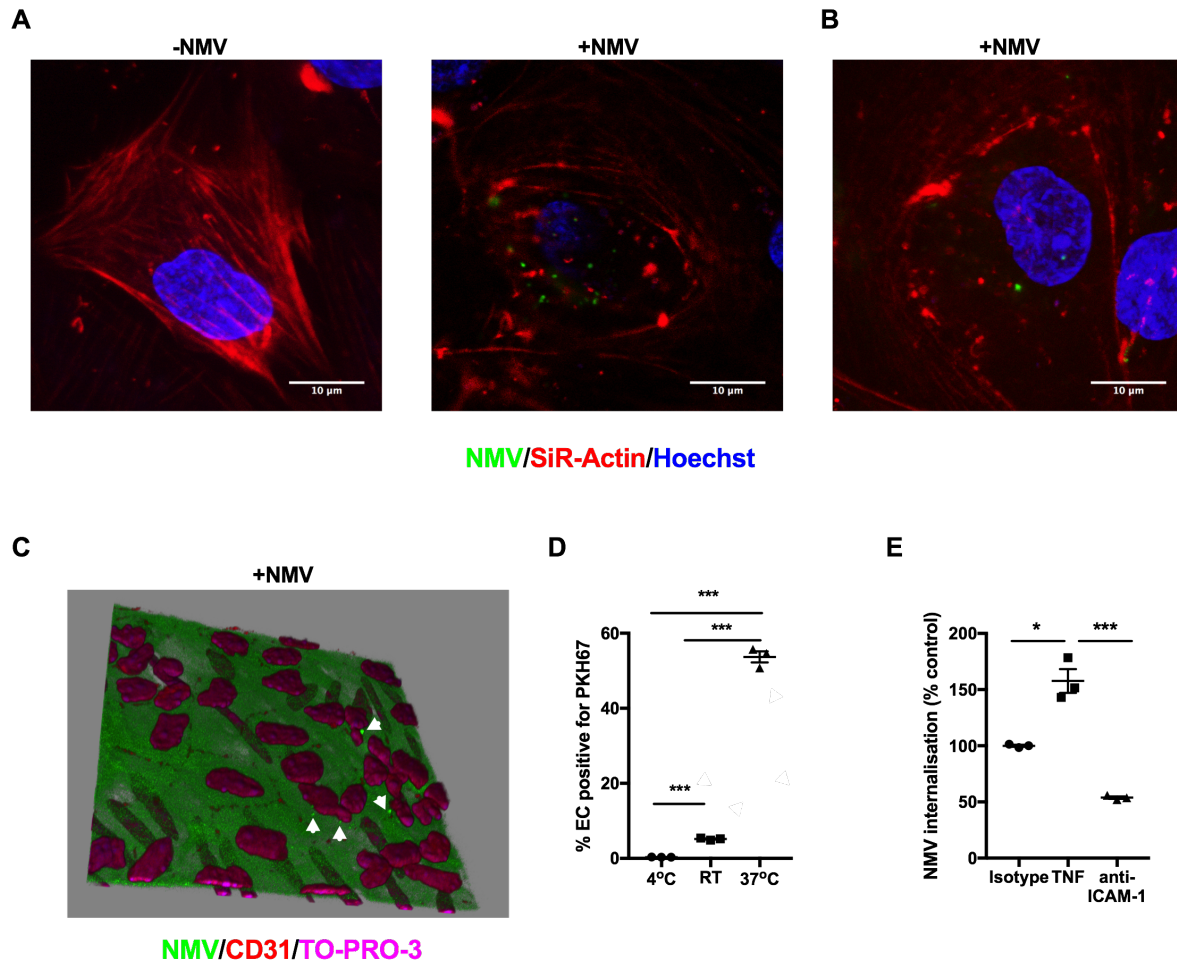 A
-NMV
+NMV
B
+NMV
10 µm
10 µm
10 µm
NMV/SiR-Actin/Hoechst
C
+NMV
NMV/CD31/TO-PRO-3
D
% EC positive for PKH67
60
40
20
0
***
***
***
4ºC
RT
37ºC
E
NMV internalisation (% control)
200
150
100
50
0
*
***
Isotype
TNF
anti-
ICAM-1